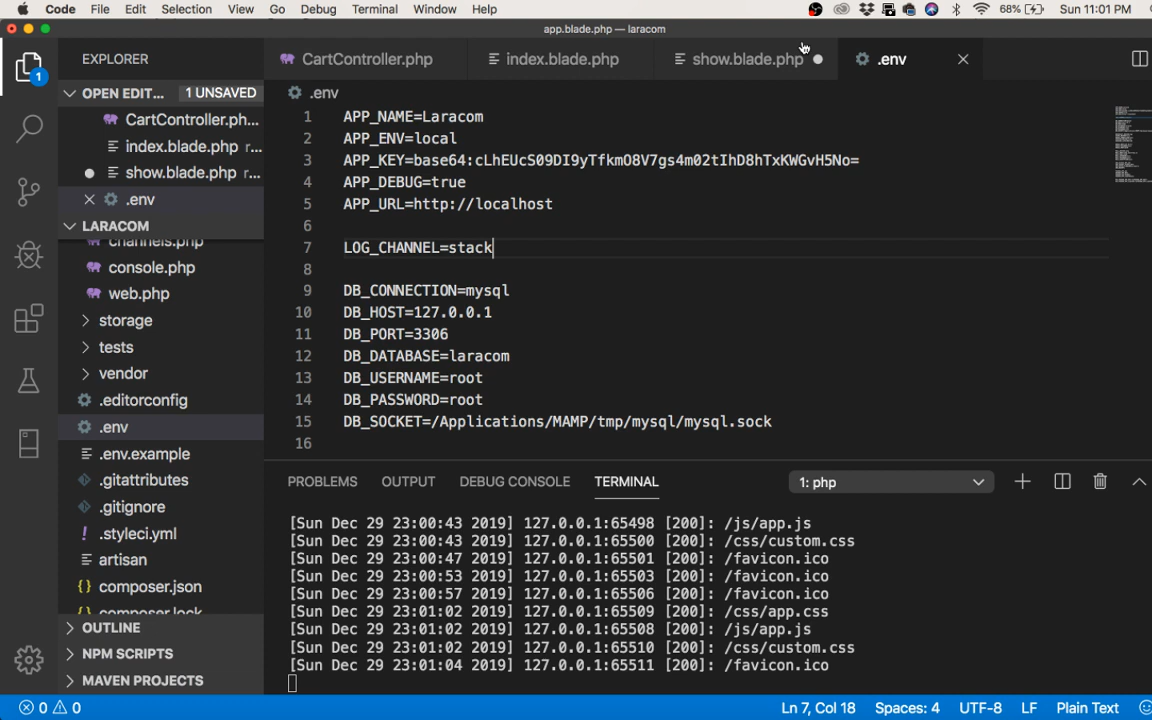 Code File Edit Selection View Go Debug Terminal Window Help 68% Sun 11:01 PM
app.blade.php — laracom
EXPLORER
CartController.php
index.blade.php
show.blade.php
.env
1
OPEN EDIT... 1 UNSAVED
.env
CartController.ph...
index.blade.php r...
show.blade.php r...
.env
LARACOM
channels.php
console.php
web.php
storage
tests
vendor
.editorconfig
.env
.env.example
.gitattributes
.gitignore
.styleci.yml
artisan
composer.json
composer.lock
OUTLINE
NPM SCRIPTS
MAVEN PROJECTS
1 APP_NAME=Laracom
2 APP_ENV=local
3 APP_KEY=base64:cLhEUcS09DI9yTfkmO8V7gs4m02tIhD8hTxKWGvH5No=
4 APP_DEBUG=true
5 APP_URL=http://localhost
6
7 LOG_CHANNEL=stack
8
9 DB_CONNECTION=mysql
10 DB_HOST=127.0.0.1
11 DB_PORT=3306
12 DB_DATABASE=laracom
13 DB_USERNAME=root
14 DB_PASSWORD=root
15 DB_SOCKET=/Applications/MAMP/tmp/mysql/mysql.sock
16
PROBLEMS OUTPUT DEBUG CONSOLE TERMINAL 1: php
[Sun Dec 29 23:00:43 2019] 127.0.0.1:65498 [200]: /js/app.js
[Sun Dec 29 23:00:43 2019] 127.0.0.1:65500 [200]: /css/custom.css
[Sun Dec 29 23:00:47 2019] 127.0.0.1:65501 [200]: /favicon.ico
[Sun Dec 29 23:00:53 2019] 127.0.0.1:65503 [200]: /favicon.ico
[Sun Dec 29 23:00:57 2019] 127.0.0.1:65506 [200]: /favicon.ico
[Sun Dec 29 23:01:02 2019] 127.0.0.1:65509 [200]: /css/app.css
[Sun Dec 29 23:01:02 2019] 127.0.0.1:65508 [200]: /js/app.js
[Sun Dec 29 23:01:02 2019] 127.0.0.1:65510 [200]: /css/custom.css
[Sun Dec 29 23:01:04 2019] 127.0.0.1:65511 [200]: /favicon.ico
0 0 Ln 7, Col 18 Spaces: 4 UTF-8 LF Plain Text